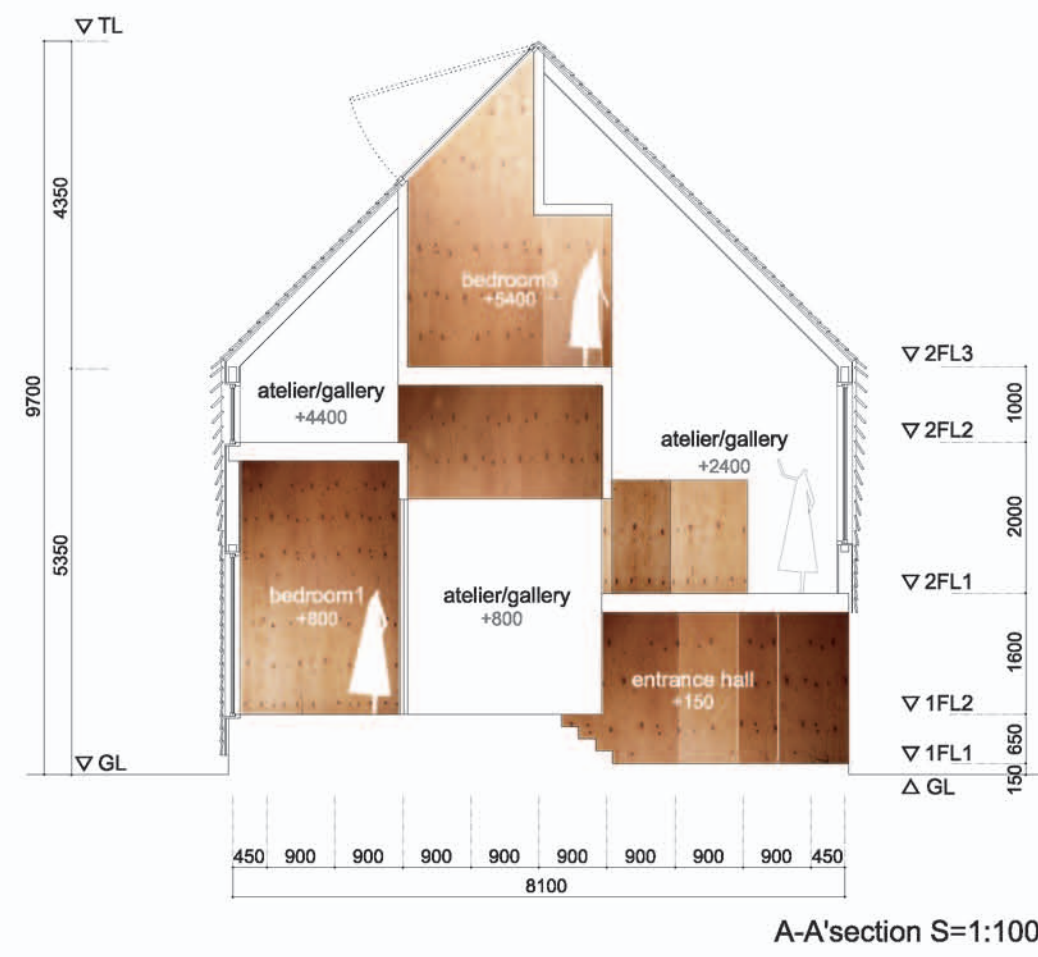 ▽ TL
4350
9700
5350
bedroom3
+5400
atelier/gallery
+4400
atelier/gallery
+2400
bedroom1
+800
atelier/gallery
+800
entrance hall
+150
▽ 2FL3
1000
▽ 2FL2
2000
▽ 2FL1
1600
▽ 1FL2
650
▽ 1FL1
150
▽ GL
△ GL
450 900 900 900 900 900 900 900 900 450
8100
A-A'section S=1:100